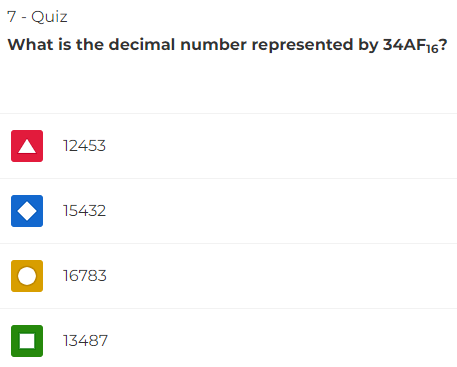 7 - Quiz
What is the decimal number represented by 34AF₁₆?
12453
15432
16783
13487